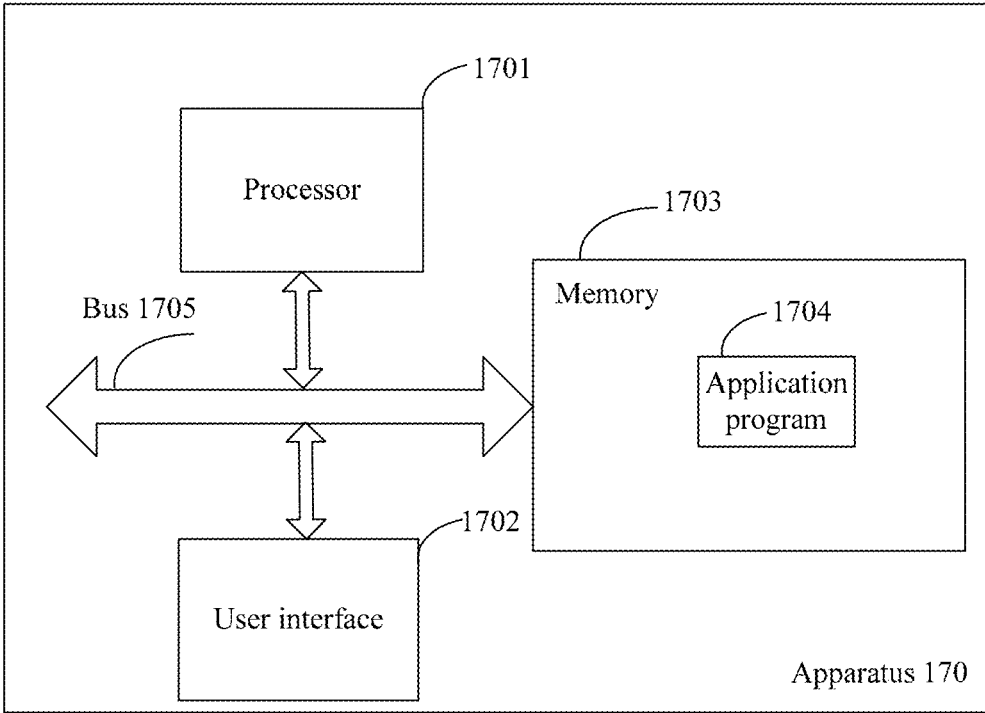 1701
Processor
1703
Memory
Bus 1705
1704
Application
program
1702
User interface
Apparatus 170